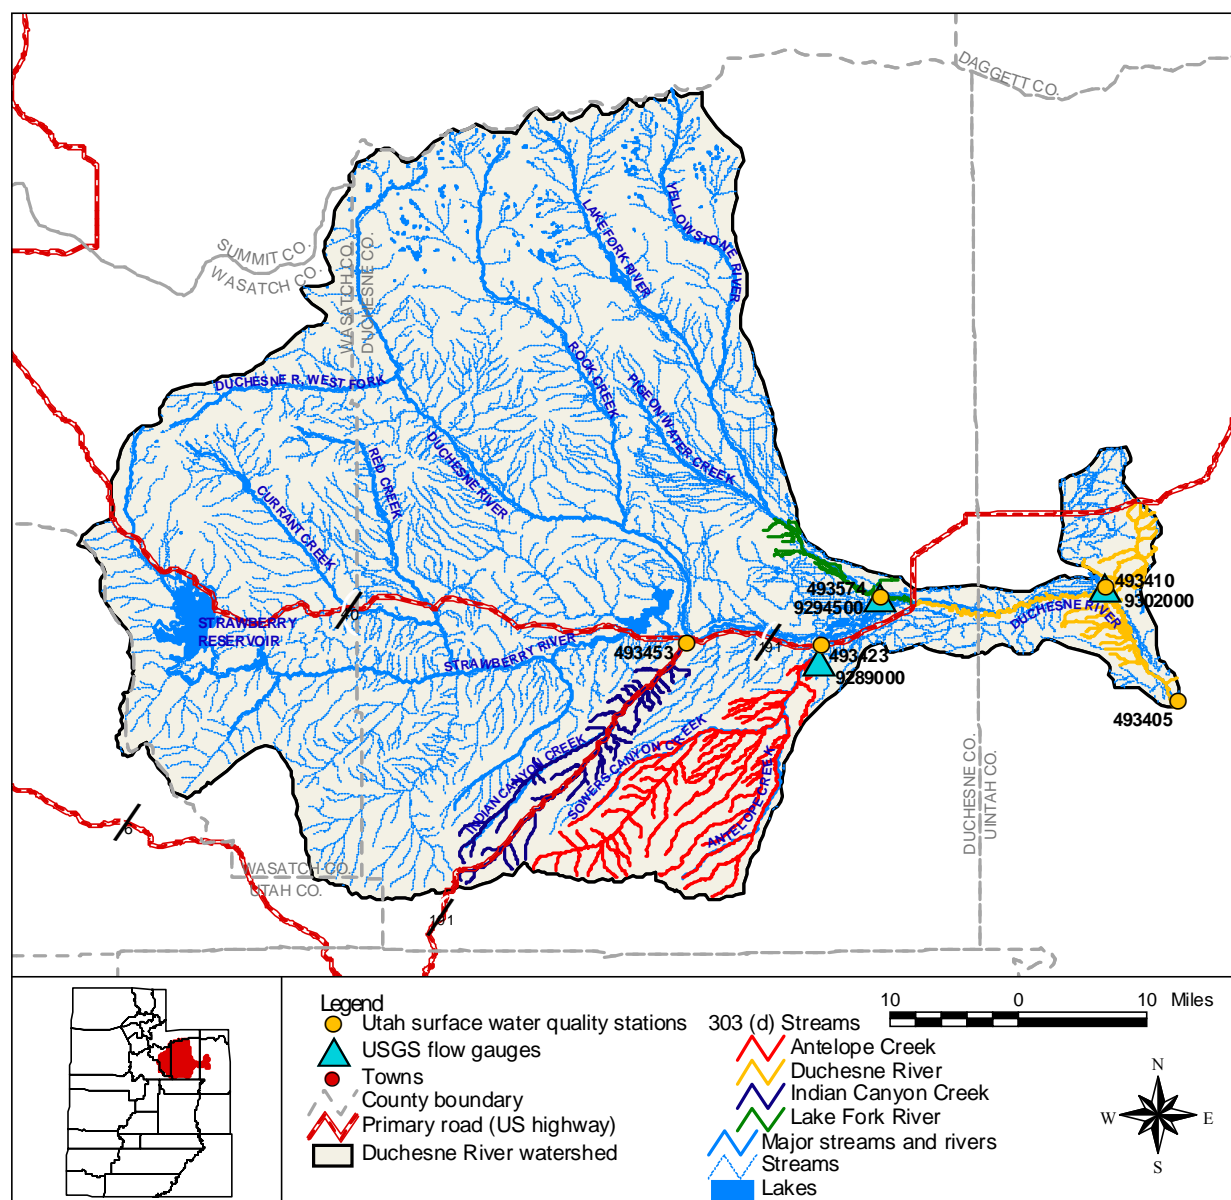 DAGGETT CO.
SUMMIT CO.
WASATCH CO.
WASATCH CO.
DUCHESNE CO.
YELLOWSTONE RIVER
LAKE FORK RIVER
ROCK CREEK
PIGEON WATER CREEK
DUCHESNE R. WEST FORK
DUCHESNE RIVER
RED CREEK
CURRANT CREEK
STRAWBERRY
RESERVOIR
STRAWBERRY RIVER
493574
9294500
493410
9302000
DUCHESNE RIVER
493453
91
493423
9289000
493405
INDIAN CANYON CREEK
SOWERS CANYON CREEK
ANTELOPE CREEK
DUCHESNE CO.
UINTAH CO.
6
WASATCH CO.
UTAH CO.
191
Legend
Utah surface water quality stations
USGS flow gauges
Towns
County boundary
Primary road (US highway)
Duchesne River watershed
303 (d) Streams
Antelope Creek
Duchesne River
Indian Canyon Creek
Lake Fork River
Major streams and rivers
Streams
Lakes
10 0 10 Miles
N
W E
S